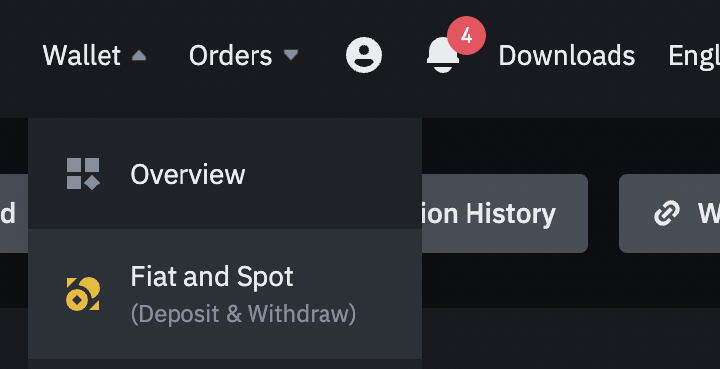 Wallet Orders 4 Downloads Engl
Overview
d ion History W
Fiat and Spot
(Deposit & Withdraw)